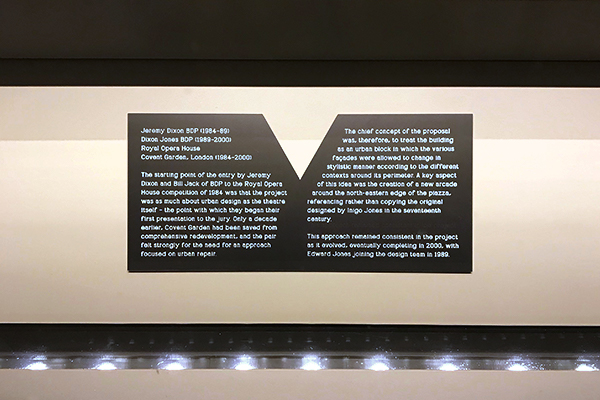 Jeremy Dixon BDP (1984-89)
Dixon Jones BDP (1989-2000)
Royal Opera House
Covent Garden, London (1984-2000)
The starting point of the entry by Jeremy
Dixon and Bill Jack of BDP to the Royal Opera
House competition of 1984 was that the project
was as much about urban design as the theatre
itself – the point with which they began their
first presentation to the jury. Only a decade
earlier, Covent Garden had been saved from
comprehensive redevelopment, and the pair
felt strongly for the need for an approach
focused on urban repair.
The chief concept of the proposal
was, therefore, to treat the building
as an urban block in which the various
façades were allowed to change in
stylistic manner according to the different
contexts around its perimeter. A key aspect
of this idea was the creation of a new arcade
around the north-eastern edge of the piazza,
referencing rather than copying the original
designed by Inigo Jones in the seventeenth
century.
This approach remained consistent in the project
as it evolved, eventually completing in 2000, with
Edward Jones joining the design team in 1989.